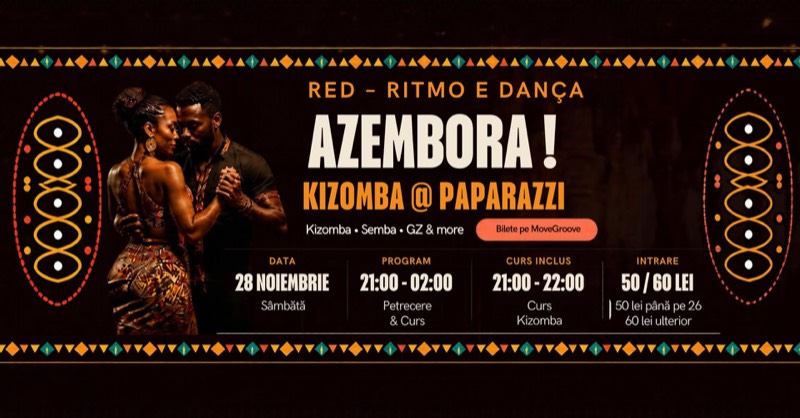 RED – RITMO E DANÇA
AZEMBORA !
KIZOMBA @ PAPARAZZI
Kizomba • Semba • GZ & more
Bilete pe MoveGroove
DATA
28 NOIEMBRIE
Sâmbătă
PROGRAM
21:00 - 02:00
Petrecere
& Curs
CURS INCLUS
21:00 - 22:00
Curs
Kizomba
INTRARE
50 / 60 LEI
50 lei până pe 26
60 lei ulterior